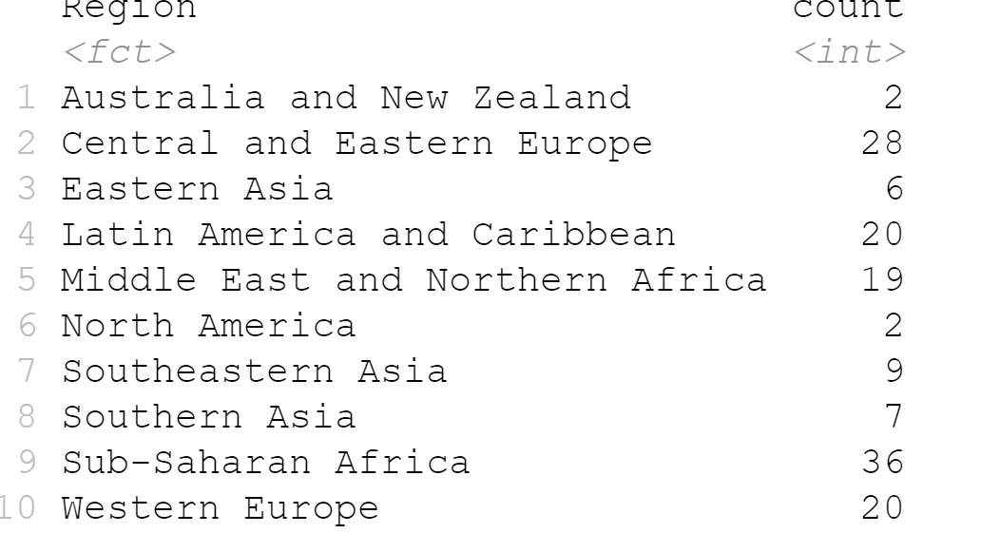 Region count
<fct> <int>
1 Australia and New Zealand 2
2 Central and Eastern Europe 28
3 Eastern Asia 6
4 Latin America and Caribbean 20
5 Middle East and Northern Africa 19
6 North America 2
7 Southeastern Asia 9
8 Southern Asia 7
9 Sub-Saharan Africa 36
10 Western Europe 20